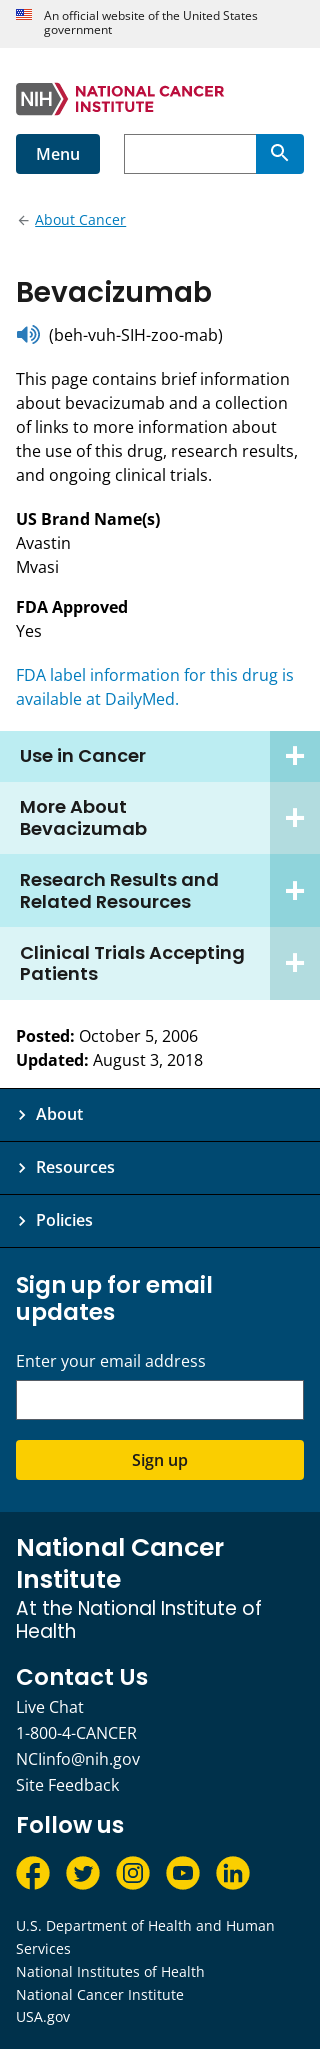 An official website of the United States
government
NIH
NATIONAL CANCER
INSTITUTE
Menu
About Cancer
Bevacizumab
(beh-vuh-SIH-zoo-mab)
This page contains brief information
about bevacizumab and a collection
of links to more information about
the use of this drug, research results,
and ongoing clinical trials.
US Brand Name(s)
Avastin
Mvasi
FDA Approved
Yes
FDA label information for this drug is
available at DailyMed.
Use in Cancer
More About
Bevacizumab
Research Results and
Related Resources
Clinical Trials Accepting
Patients
Posted: October 5, 2006
Updated: August 3, 2018
About
Resources
Policies
Sign up for email
updates
Enter your email address
Sign up
National Cancer
Institute
At the National Institute of
Health
Contact Us
Live Chat
1-800-4-CANCER
NCIinfo@nih.gov
Site Feedback
Follow us
U.S. Department of Health and Human
Services
National Institutes of Health
National Cancer Institute
USA.gov